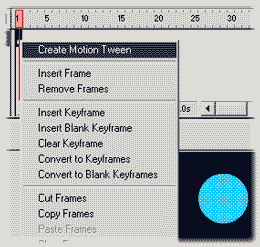 1 5 10 15 20 25 30
Create Motion Tween
Insert Frame
Remove Frames
.0s
Insert Keyframe
Insert Blank Keyframe
Clear Keyframe
Convert to Keyframes
Convert to Blank Keyframes
Cut Frames
Copy Frames
Paste Frames